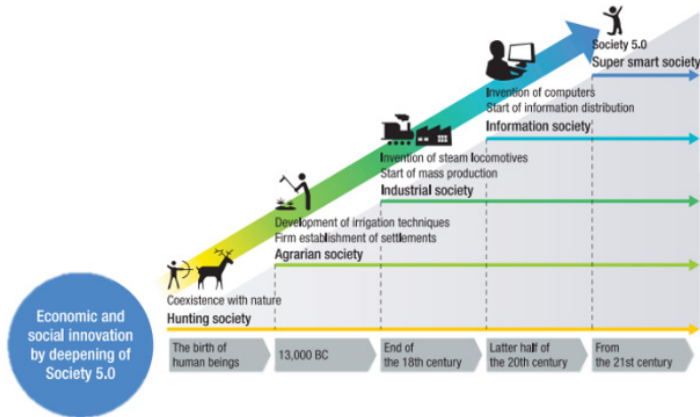 Society 5.0
Super smart society
Invention of computers
Start of information distribution
Information society
Invention of steam locomotives
Start of mass production
Industrial society
Development of irrigation techniques
Firm establishment of settlements
Agrarian society
Coexistence with nature
Hunting society
Economic and
social innovation
by deepening of
Society 5.0
The birth of
human beings
13,000 BC
End of
the 18th century
Latter half of
the 20th century
From
the 21st century